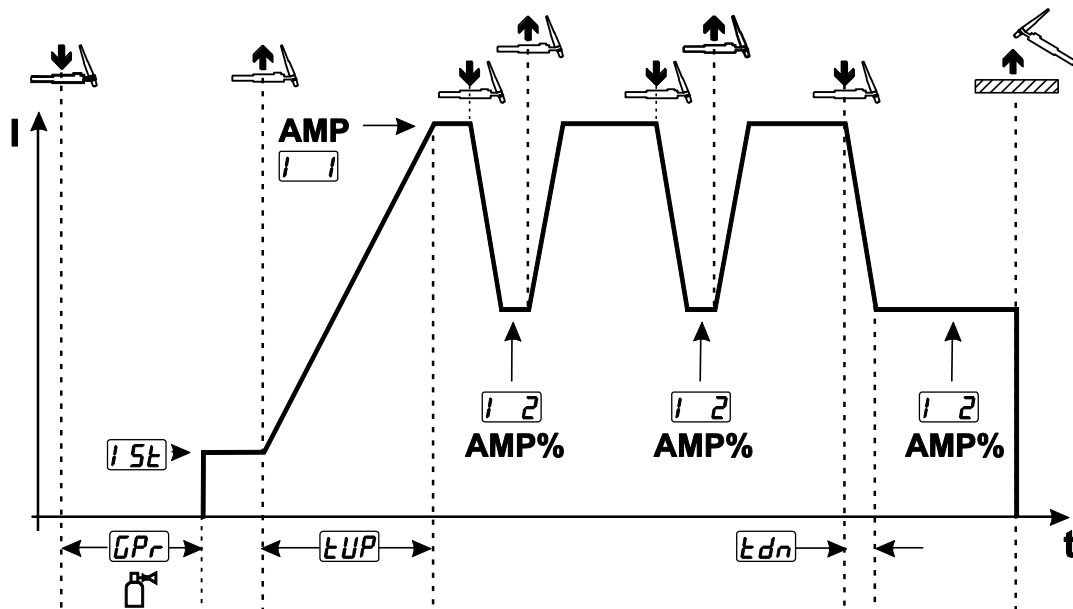 I
AMP
I 1
I 2
AMP%
I 2
AMP%
I 2
AMP%
I St
t
GPr
tUP
tdn